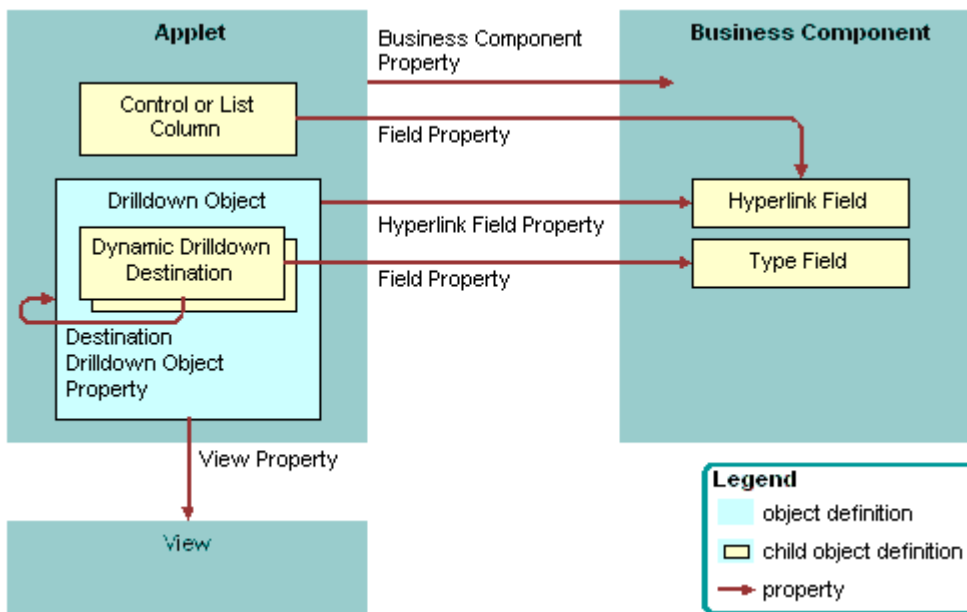 Applet
Business Component
Property
Business Component
Control or List
Column
Field Property
Drilldown Object
Hyperlink Field
Hyperlink Field Property
Dynamic Drilldown
Destination
Type Field
Field Property
Destination
Drilldown Object
Property
View Property
View
Legend
object definition
child object definition
property